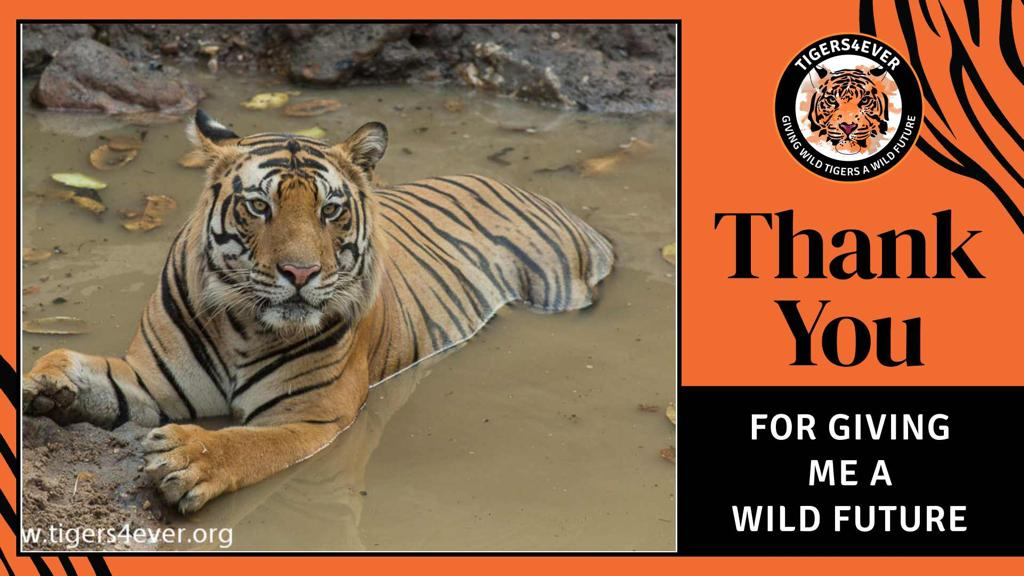 TIGERS4EVER
GIVING WILD TIGERS A WILD FUTURE
Thank
You
FOR GIVING
ME A
WILD FUTURE
w.tigers4ever.org